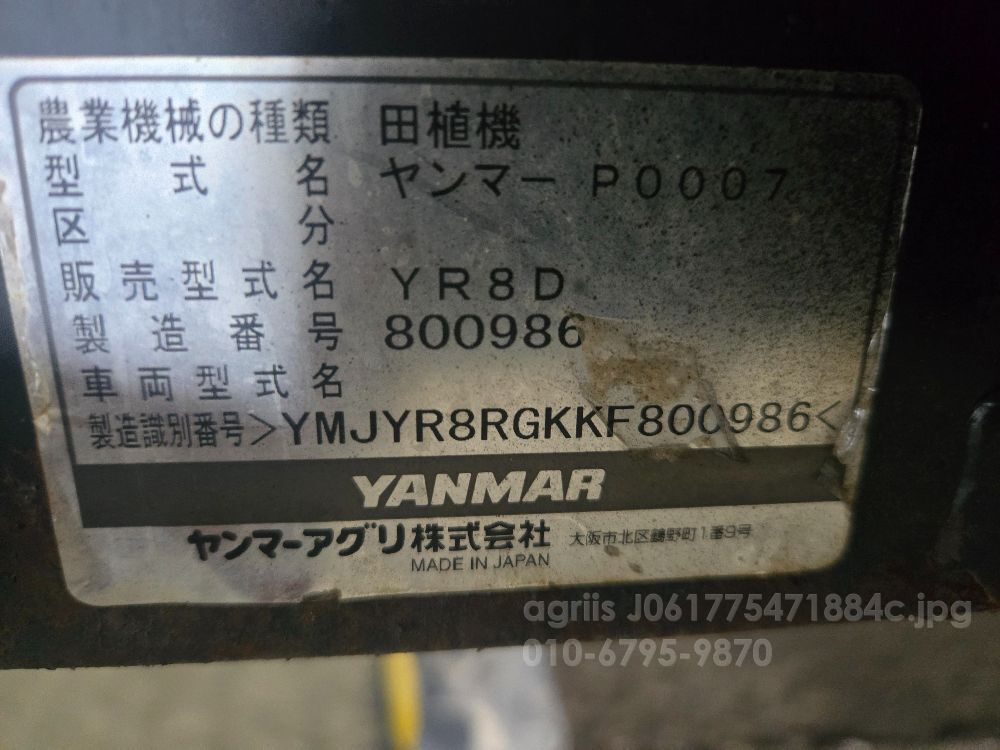 農業機械の種類 田植機
型式名 ヤンマー P0007
区分
販売型式名 YR8D
製造番号 800986
車両型式名
製造識別番号 >YMJYR8RGKKF800986<
YANMAR
ヤンマーアグリ株式会社 大阪市北区鶴野町1番9号
MADE IN JAPAN
agriis J061775471884c.jpg
010-6795-9870